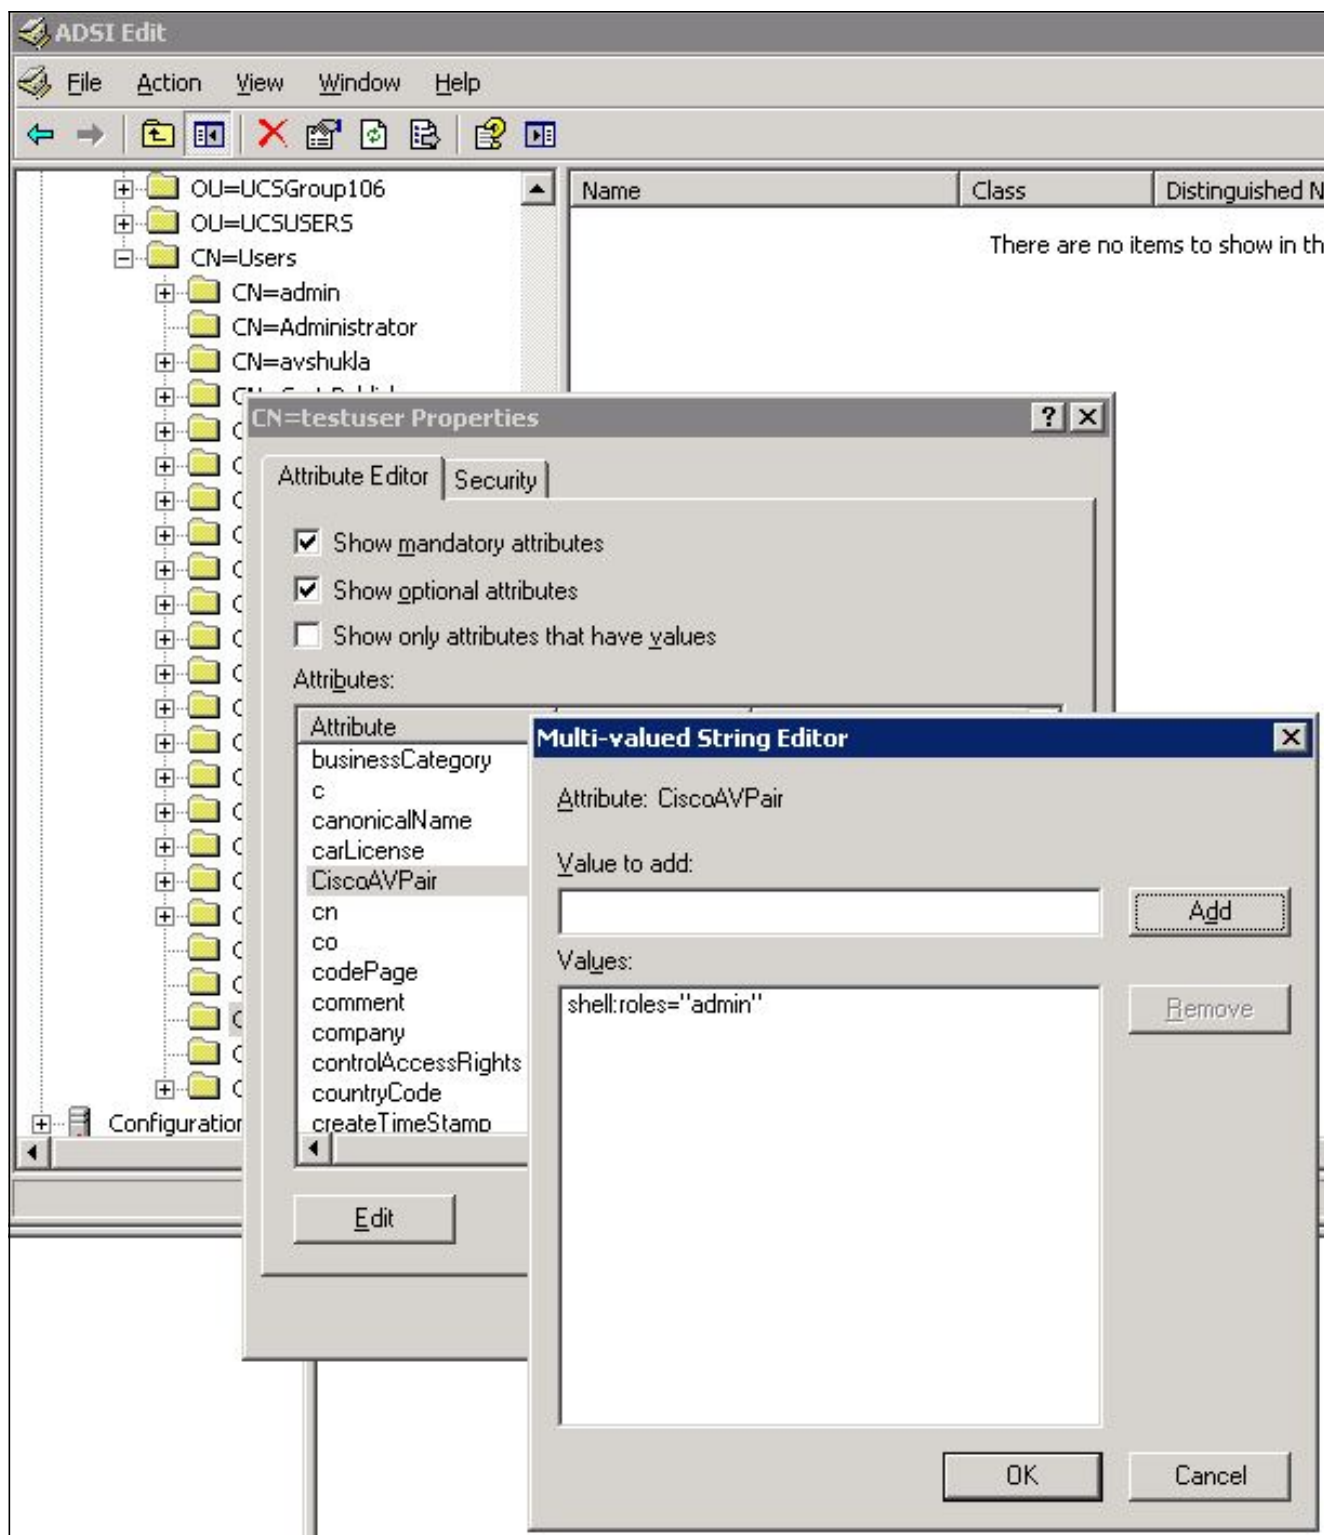 ADSI Edit
File Action View Window Help
OU=UCSGroup106
OU=UCSUSERS
CN=Users
CN=admin
CN=Administrator
CN=avshukla
Configuration
Name Class Distinguished N
There are no items to show in th
CN=testuser Properties
Attribute Editor Security
Show mandatory attributes
Show optional attributes
Show only attributes that have values
Attributes:
Attribute
businessCategory
c
canonicalName
carLicense
CiscoAVPair
cn
co
codePage
comment
company
controlAccessRights
countryCode
createTimeStamp
Edit
Multi-valued String Editor
Attribute: CiscoAVPair
Value to add:
Add
Values:
shell:roles="admin"
Remove
OK Cancel